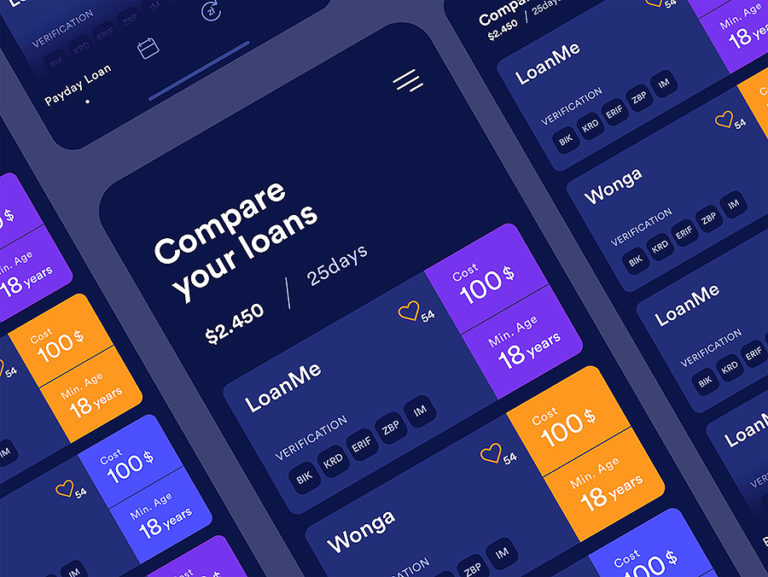 VERIFICATION
BIK KRD ERIF ZBP IM
Payday Loan
zł
Compare
your loans
$2.450 / 25days
LoanMe
54
VERIFICATION
BIK KRD ERIF ZBP IM
Cost
100$
Min. Age
18 years
Wonga
54
VERIFICATION
ZBP IM
Cost
100$
Min. Age
18 years
Cost
100$
$
Min. Age
18 years
54
Cost
100$
Min. Age
18 years
IM
54
Cost
100$
Min. Age
18 years
Compare
$2.450 / 25days
LoanMe
54
VERIFICATION
BIK KRD ERIF ZBP IM
Min. Age
18
Wonga
54
VERIFICATION
BIK KRD ERIF ZBP IM
LoanMe
VERIFICATION
BIK KRD ERIF
LoanM